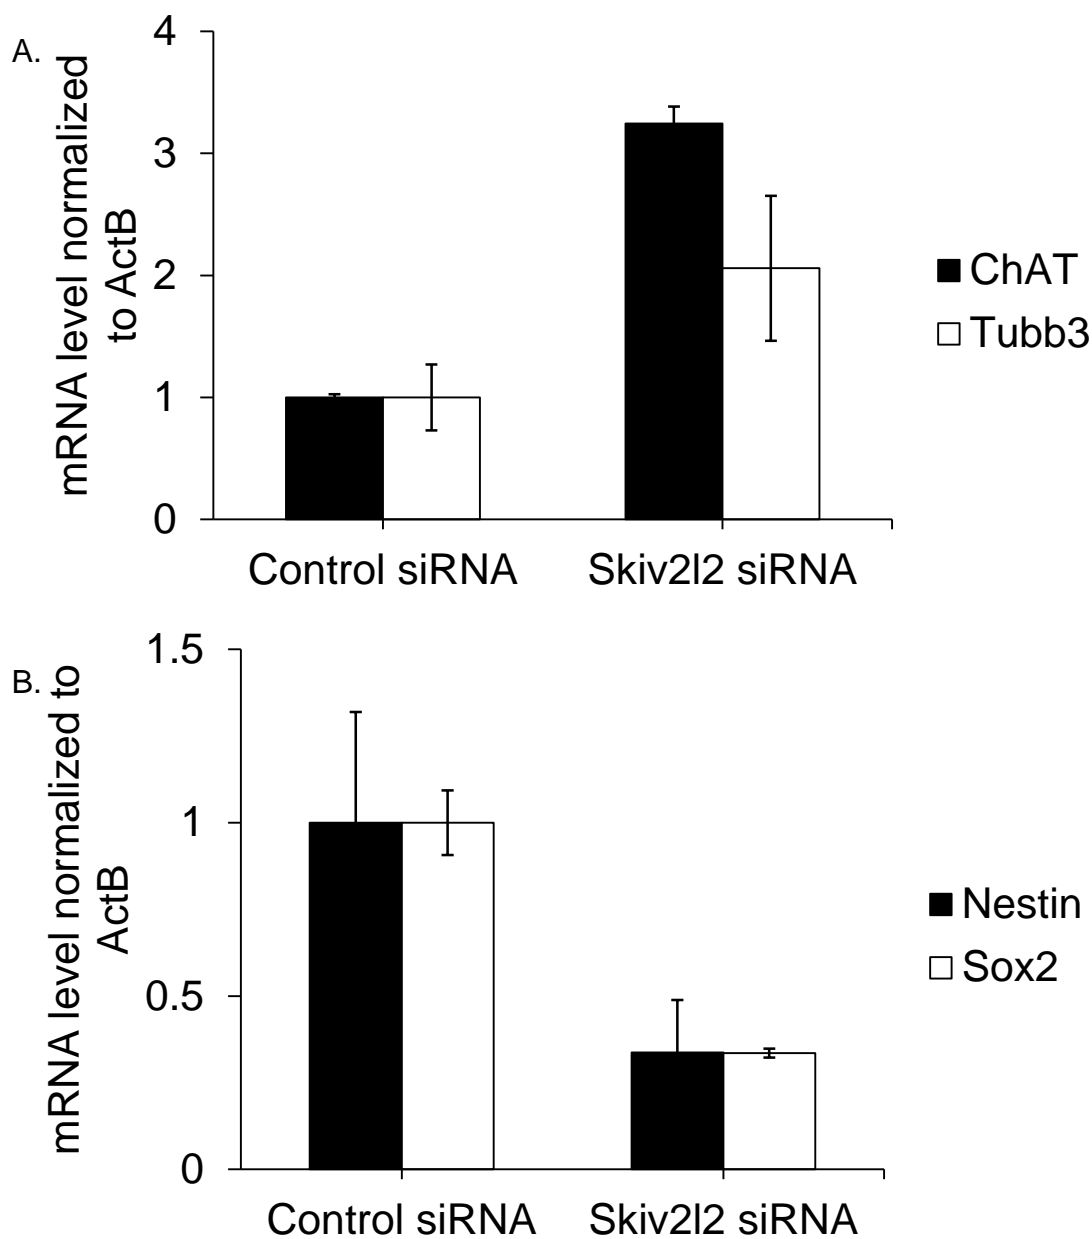 A.
mRNA level normalized
to ActB
4
3
2
1
0
Control siRNA
Skiv2l2 siRNA
ChAT
Tubb3
B.
mRNA level normalized to
ActB
1.5
1
0.5
0
Control siRNA
Skiv2l2 siRNA
Nestin
Sox2